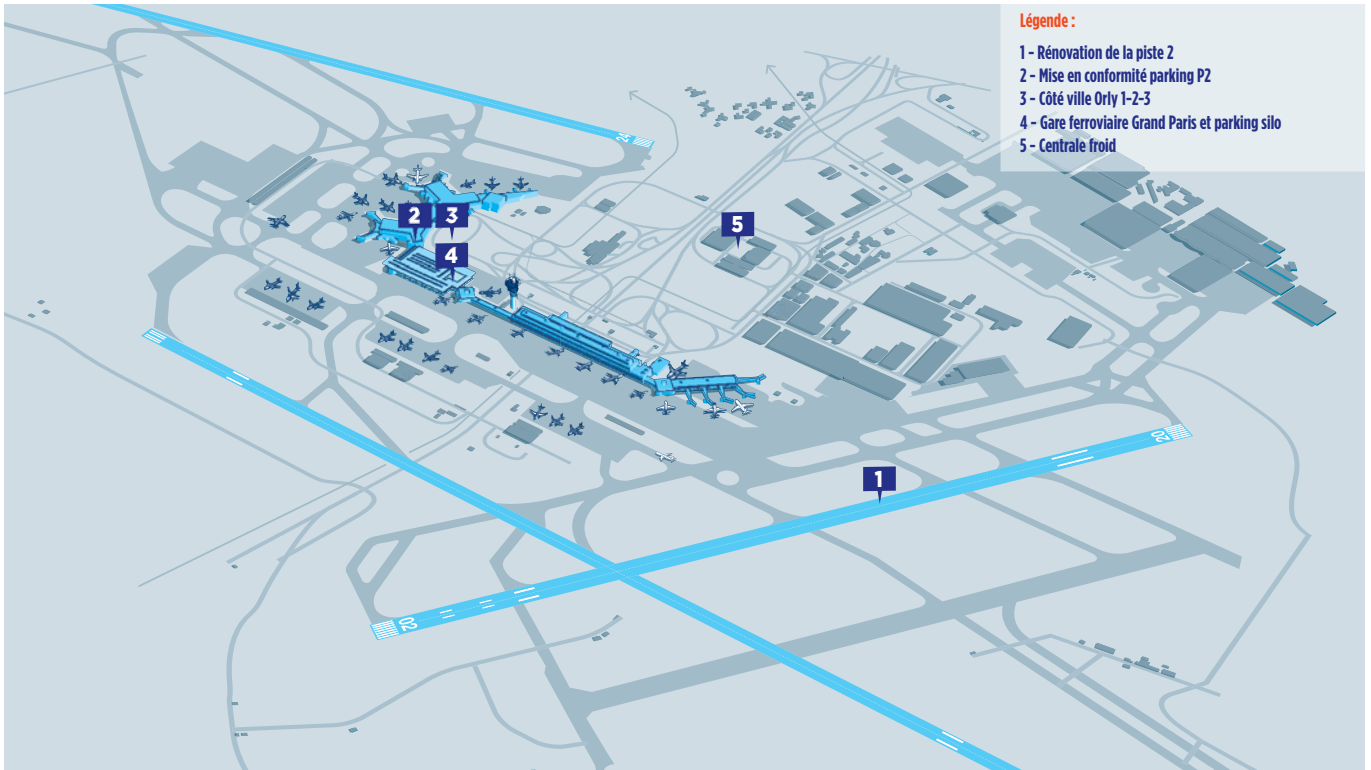 Légende :
1 - Rénovation de la piste 2
2 - Mise en conformité parking P2
3 - Côté ville Orly 1-2-3
4 - Gare ferroviaire Grand Paris et parking silo
5 - Centrale froid
24
2 3
4
5
1
20
02